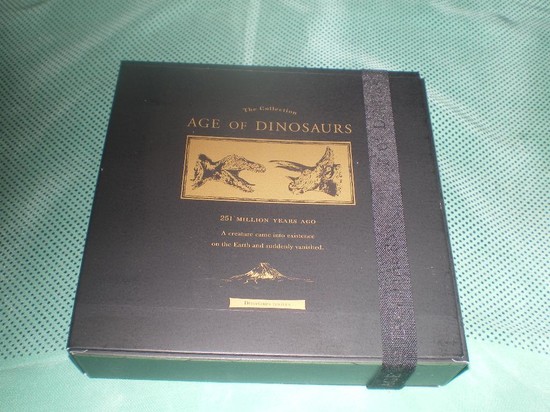 The Collection
AGE OF DINOSAURS
251 MILLION YEARS AGO
A creature came into existence
on the Earth and suddenly vanished.